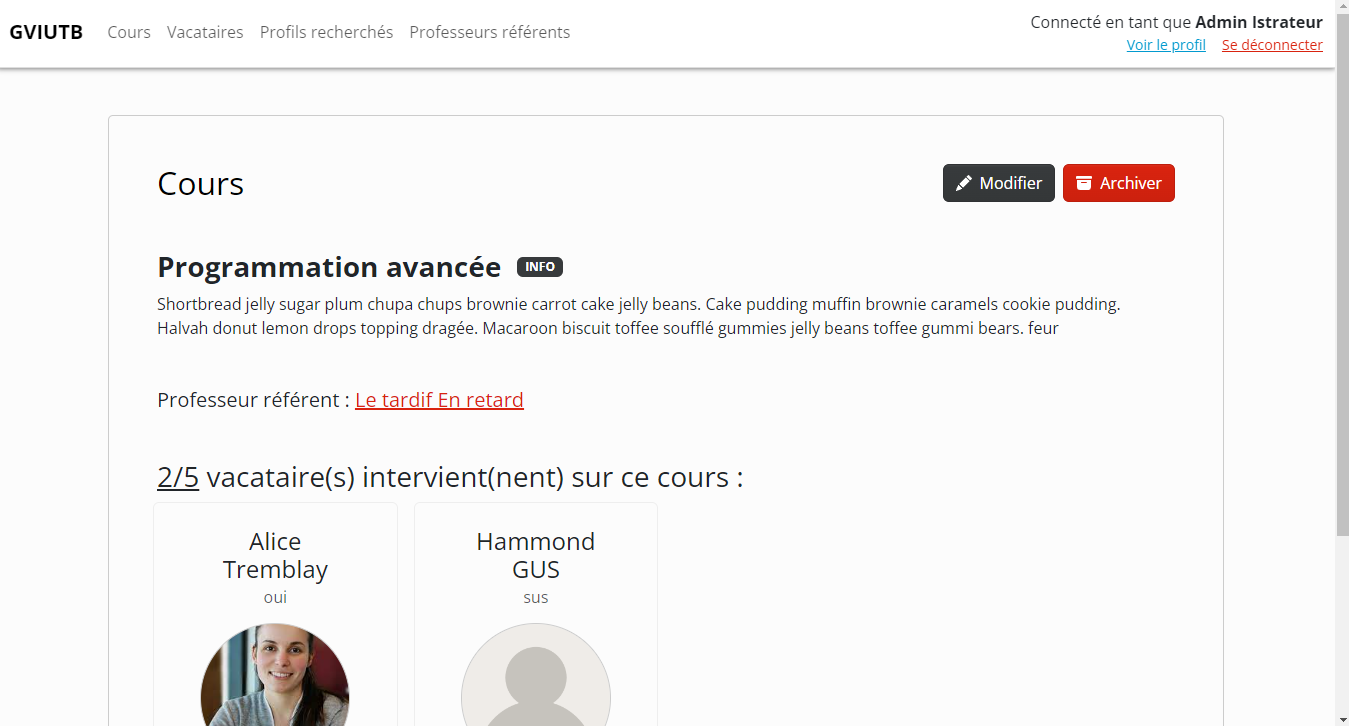 GVIUTB Cours Vacataires Profils recherchés Professeurs référents
Connecté en tant que Admin Istrateur
Voir le profil Se déconnecter
Cours
Modifier Archiver
Programmation avancée INFO
Shortbread jelly sugar plum chupa chups brownie carrot cake jelly beans. Cake pudding muffin brownie caramels cookie pudding.
Halvah donut lemon drops topping dragée. Macaroon biscuit toffee soufflé gummies jelly beans toffee gummi bears. feur
Professeur référent : Le tardif En retard
2/5 vacataire(s) intervient(nent) sur ce cours :
Alice
Tremblay
oui
Hammond
GUS
sus